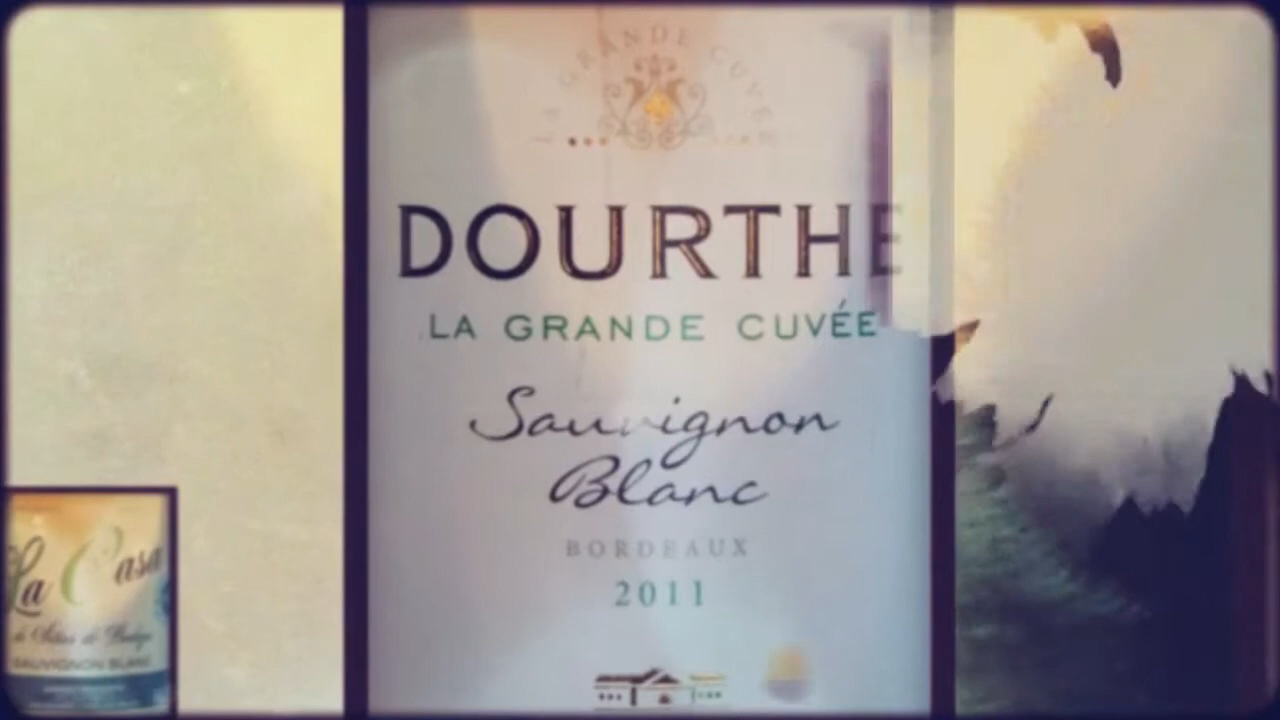 LA GRANDE CUVÉE
DOURTHE
LA GRANDE CUVÉE
Sauvignon
Blanc
BORDEAUX
2011
La Casa
SAUVIGNON BLANC